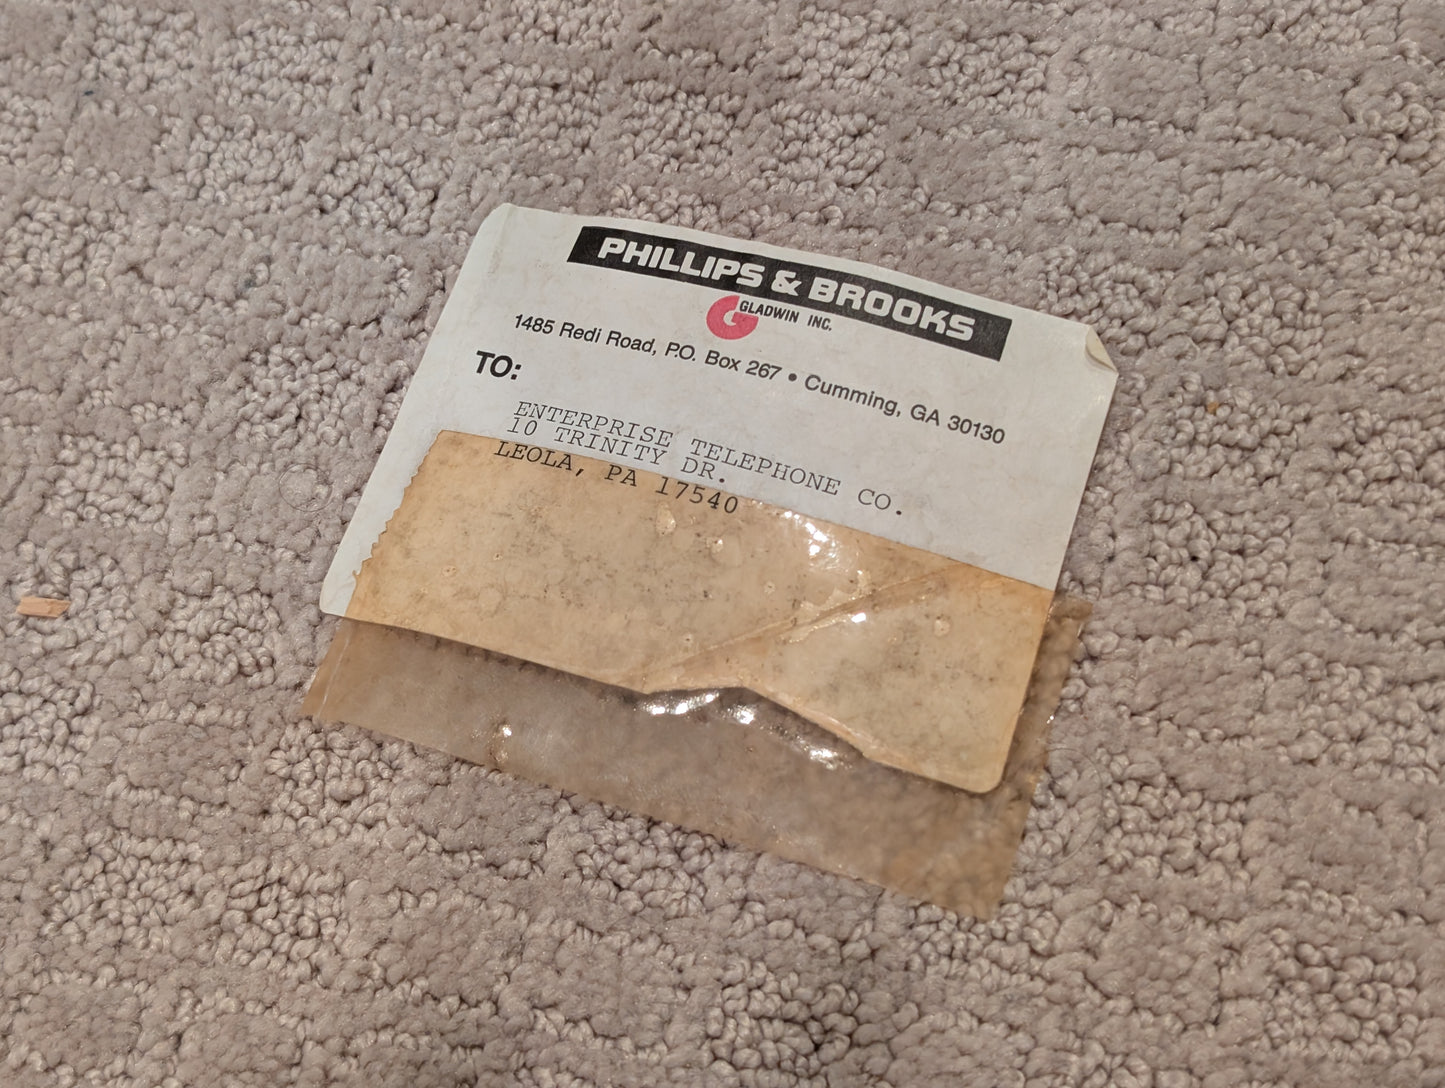 PHILLIPS & BROOKS
GLADWIN INC.
1485 Redi Road, P.O. Box 267 • Cumming, GA 30130
TO:
ENTERPRISE TELEPHONE CO.
10 TRINITY DR.
LEOLA, PA 17540